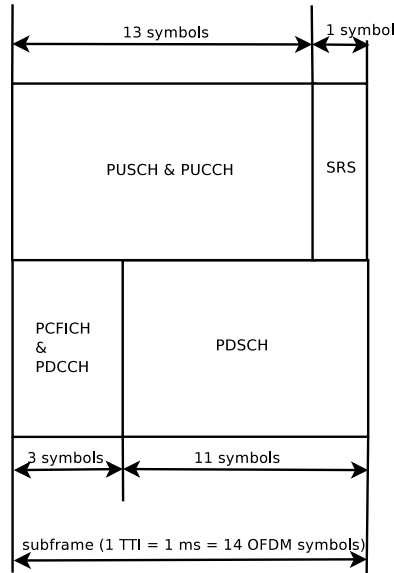 13 symbols
1 symbol
PUSCH & PUCCH
SRS
PCFICH
&
PDCCH
PDSCH
3 symbols
11 symbols
subframe (1 TTI = 1 ms = 14 OFDM symbols)